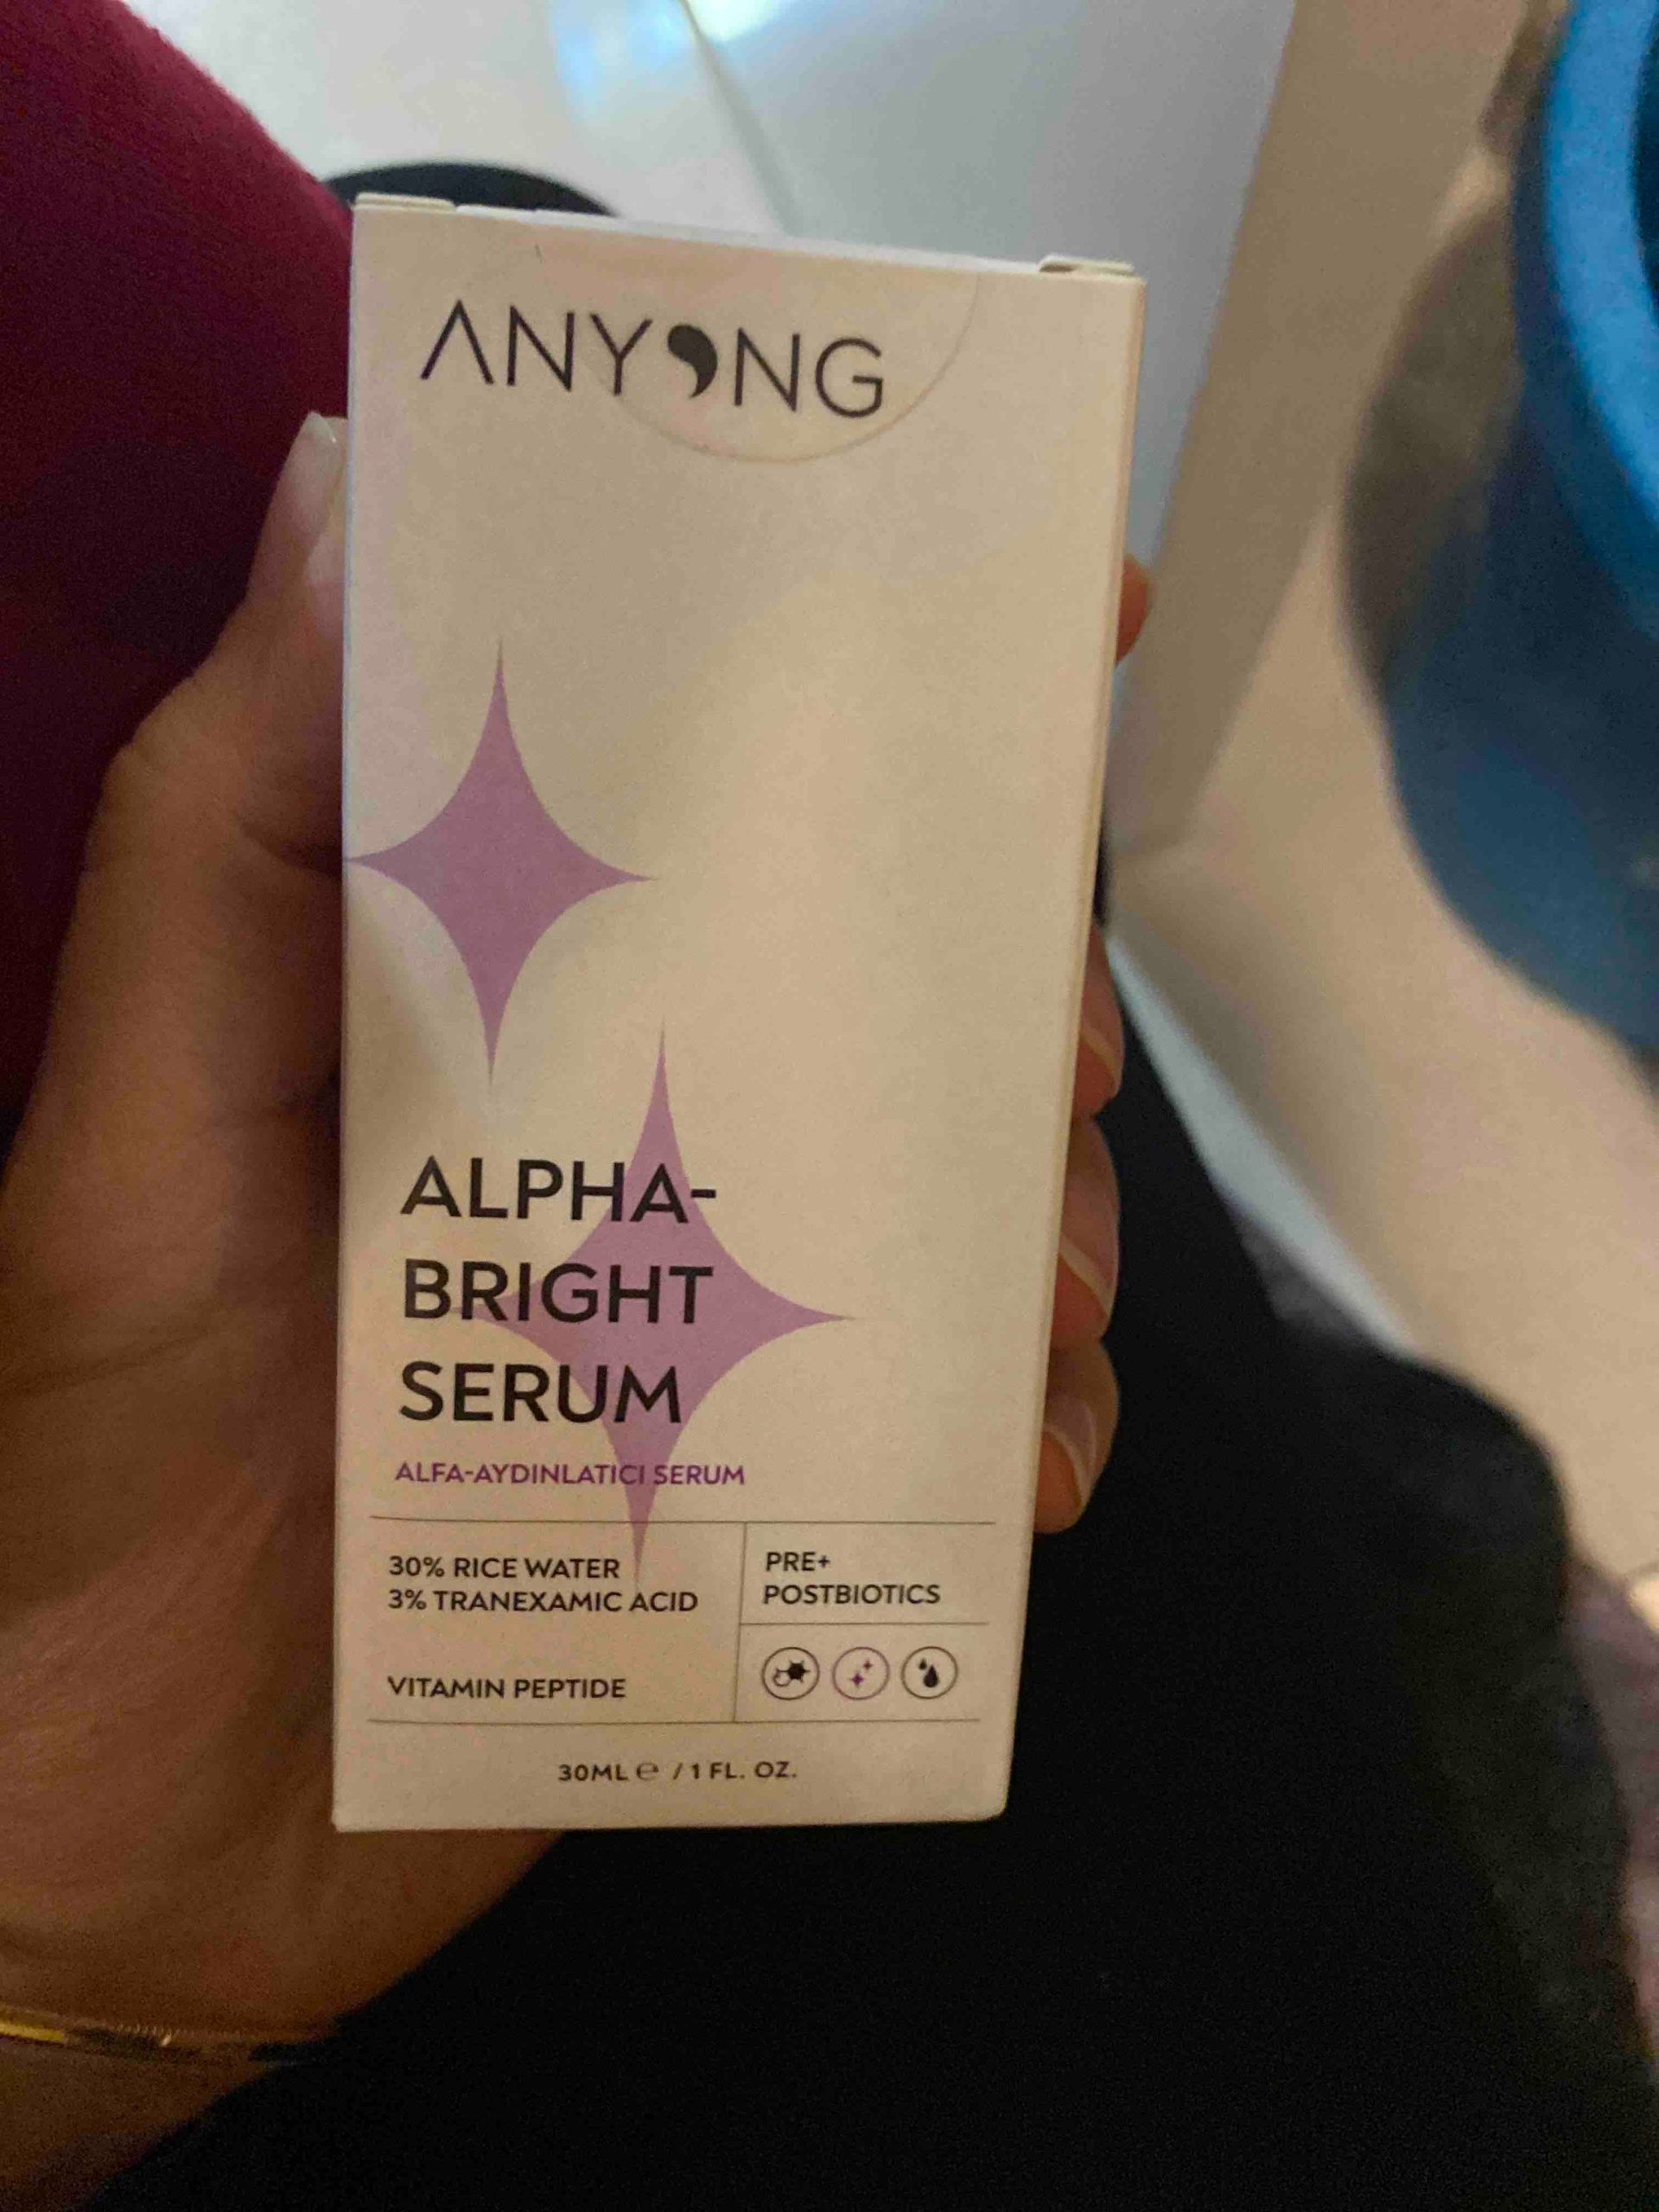 ANYONG
ALPHA-
BRIGHT
SERUM
ALFA-AYDINLATICI SERUM
30% RICE WATER
3% TRANEXAMIC ACID
VITAMIN PEPTIDE
PRE+
POSTBIOTICS
30ML ℮ / 1 FL. OZ.